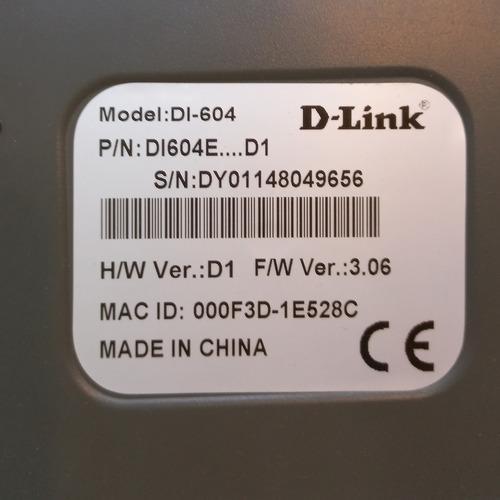 Model:DI-604
D-Link®
P/N:DI604E....D1
S/N:DY01148049656
H/W Ver.:D1 F/W Ver.:3.06
MAC ID: 000F3D-1E528C
MADE IN CHINA
CE